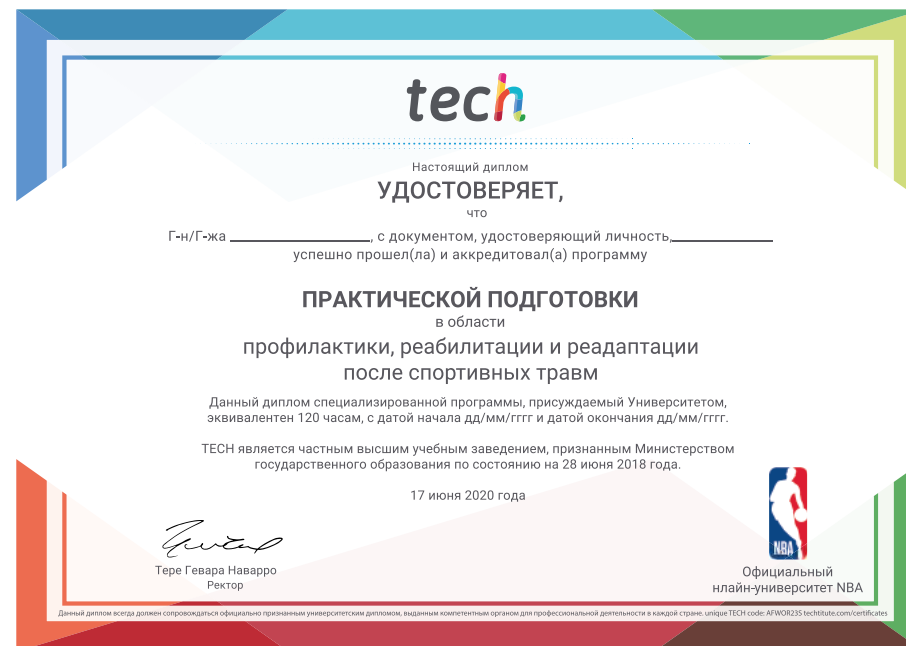 tech
Настоящий диплом
УДОСТОВЕРЯЕТ,
что
Г-н/Г-жа ____________________, с документом, удостоверяющий личность,______________
успешно прошел(ла) и аккредитовал(а) программу
ПРАКТИЧЕСКОЙ ПОДГОТОВКИ
в области
профилактики, реабилитации и реадаптации
после спортивных травм
Данный диплом специализированной программы, присуждаемый Университетом,
эквивалентен 120 часам, с датой начала дд/мм/гггг и датой окончания дд/мм/гггг.
TECH является частным высшим учебным заведением, признанным Министерством
государственного образования по состоянию на 28 июня 2018 года.
17 июня 2020 года
Тере Гевара Наварро
Ректор
NBA
Официальный
нлайн-университет NBA
Данный диплом всегда должен сопровождаться официально признанным университетским дипломом, выданным компетентным органом для профессиональной деятельности в каждой стране. unique TECH code: AFWOR23S techtitute.com/certificates